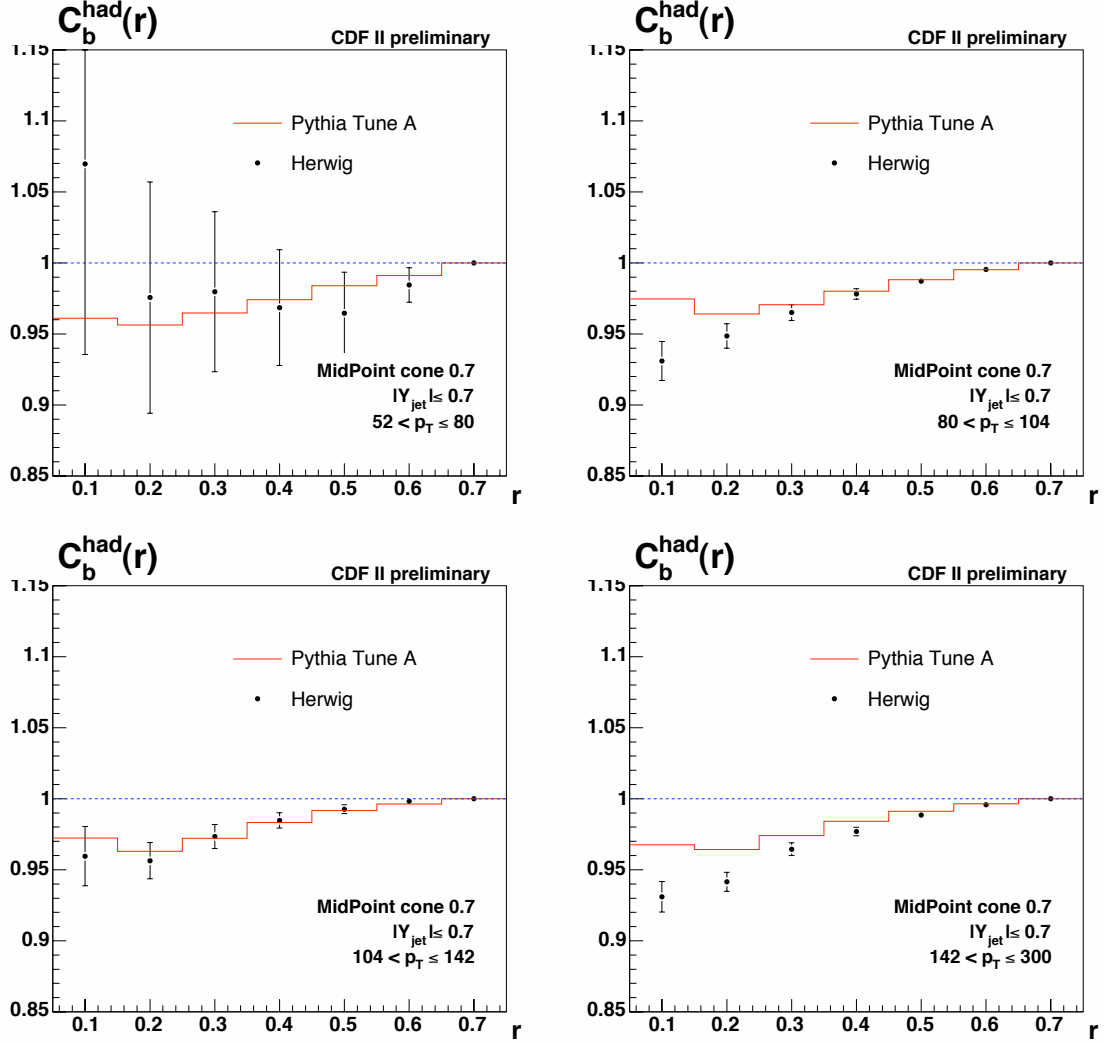 C_b^had(r)
CDF II preliminary
1.15
1.1
1.05
1
0.95
0.9
0.85
Pythia Tune A
Herwig
MidPoint cone 0.7
|Y_jet|≤ 0.7
52 < p_T ≤ 80
0.1 0.2 0.3 0.4 0.5 0.6 0.7
r
C_b^had(r)
CDF II preliminary
1.15
1.1
1.05
1
0.95
0.9
0.85
Pythia Tune A
Herwig
MidPoint cone 0.7
|Y_jet|≤ 0.7
80 < p_T ≤ 104
0.1 0.2 0.3 0.4 0.5 0.6 0.7
r
C_b^had(r)
CDF II preliminary
1.15
1.1
1.05
1
0.95
0.9
0.85
Pythia Tune A
Herwig
MidPoint cone 0.7
|Y_jet|≤ 0.7
104 < p_T ≤ 142
0.1 0.2 0.3 0.4 0.5 0.6 0.7
r
C_b^had(r)
CDF II preliminary
1.15
1.1
1.05
1
0.95
0.9
0.85
Pythia Tune A
Herwig
MidPoint cone 0.7
|Y_jet|≤ 0.7
142 < p_T ≤ 300
0.1 0.2 0.3 0.4 0.5 0.6 0.7
r